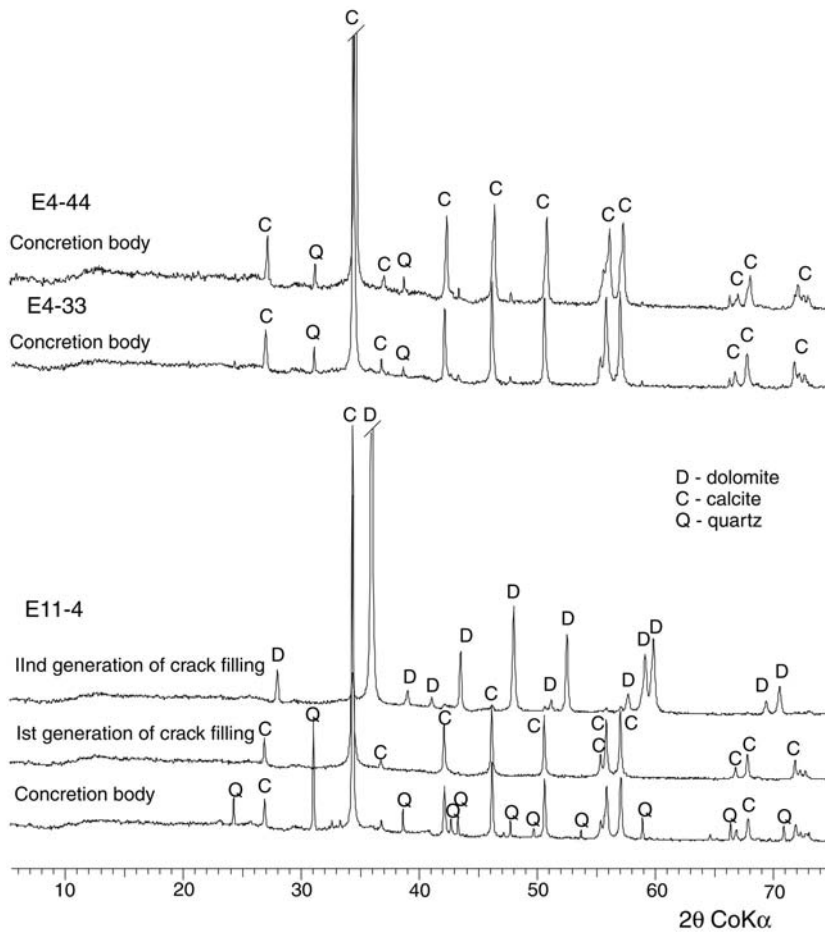 C
E4-44
C C C C C
C
Concretion body
Q C Q
C C C
E4-33
C Q C Q
Concretion body
C C C
C D
D - dolomite
C - calcite
Q - quartz
D D
E11-4
D D D
IInd generation of crack filling
D D D D D D D
C
Q
Ist generation of crack filling
C C C C C C
C C C C
Concretion body
Q C Q Q Q Q Q Q Q Q C Q
10 20 30 40 50 60 70
2θ CoKα